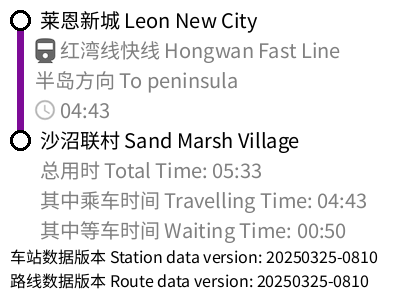 莱恩新城 Leon New City
红湾线快线 Hongwan Fast Line
半岛方向 To peninsula
04:43
沙沼联村 Sand Marsh Village
总用时 Total Time: 05:33
其中乘车时间 Travelling Time: 04:43
其中等车时间 Waiting Time: 00:50
车站数据版本 Station data version: 20250325-0810
路线数据版本 Route data version: 20250325-0810